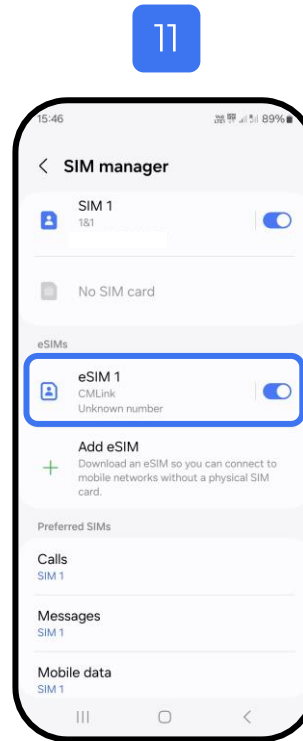 11
15:46
89%
SIM manager
SIM 1
1&1
No SIM card
eSIMs
eSIM 1
CMLink
Unknown number
Add eSIM
Download an eSIM so you can connect to
mobile networks without a physical SIM
card.
Preferred SIMs
Calls
SIM 1
Messages
SIM 1
Mobile data
SIM 1